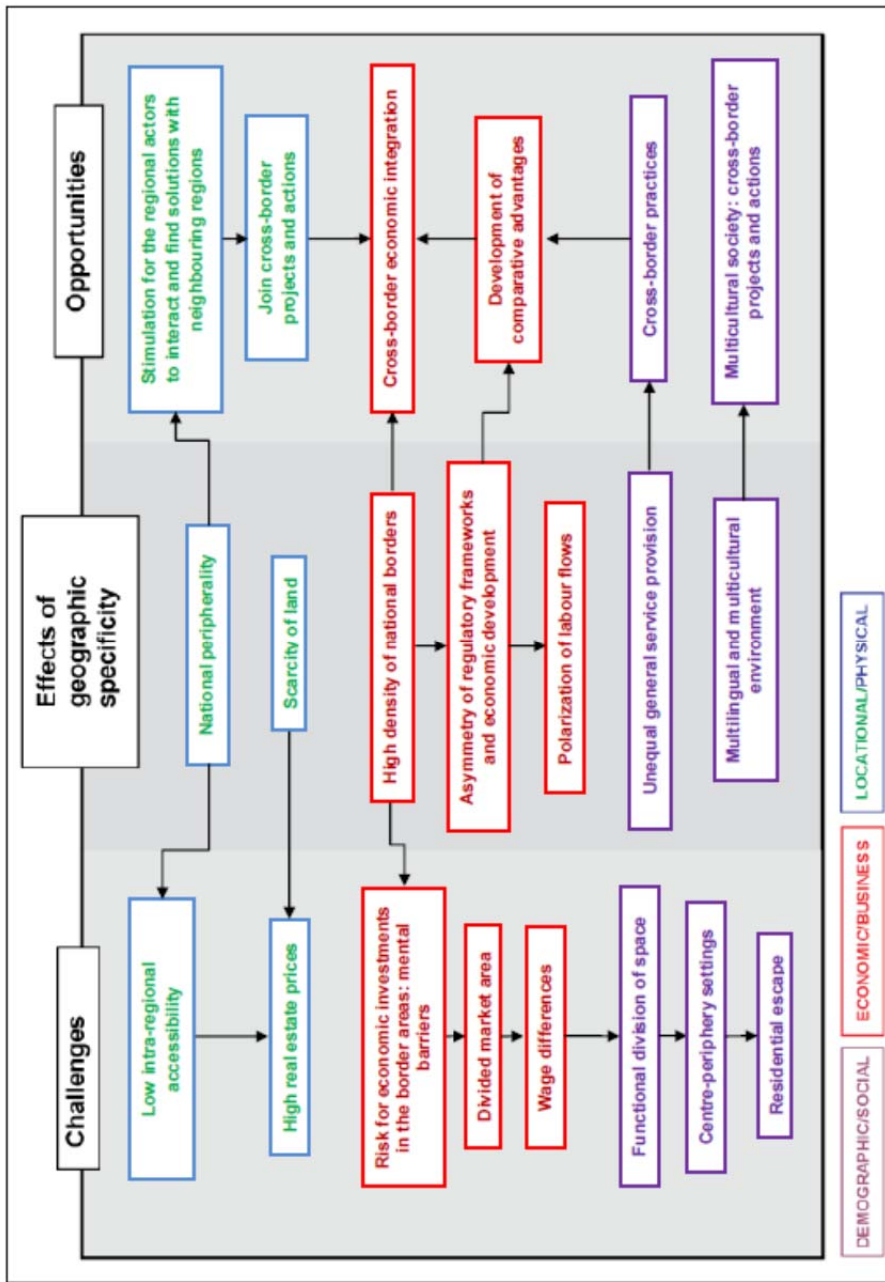 Challenges
Effects of
geographic
specificity
Opportunities
Low intra-regional
accessibility
High real estate prices
Risk for economic investments
in the border areas: mental
barriers
Divided market area
Wage differences
Functional division of space
Centre-periphery settings
Residential escape
National peripherality
Scarcity of land
High density of national borders
Asymmetry of regulatory frameworks
and economic development
Polarization of labour flows
Unequal general service provision
Multilingual and multicultural
environment
Stimulation for the regional actors
to interact and find solutions with
neighbouring regions
Join cross-border
projects and actions
Cross-border economic integration
Development of
comparative advantages
Cross-border practices
Multicultural society: cross-border
projects and actions
DEMOGRAPHIC/SOCIAL
ECONOMIC/BUSINESS
LOCATIONAL/PHYSICAL